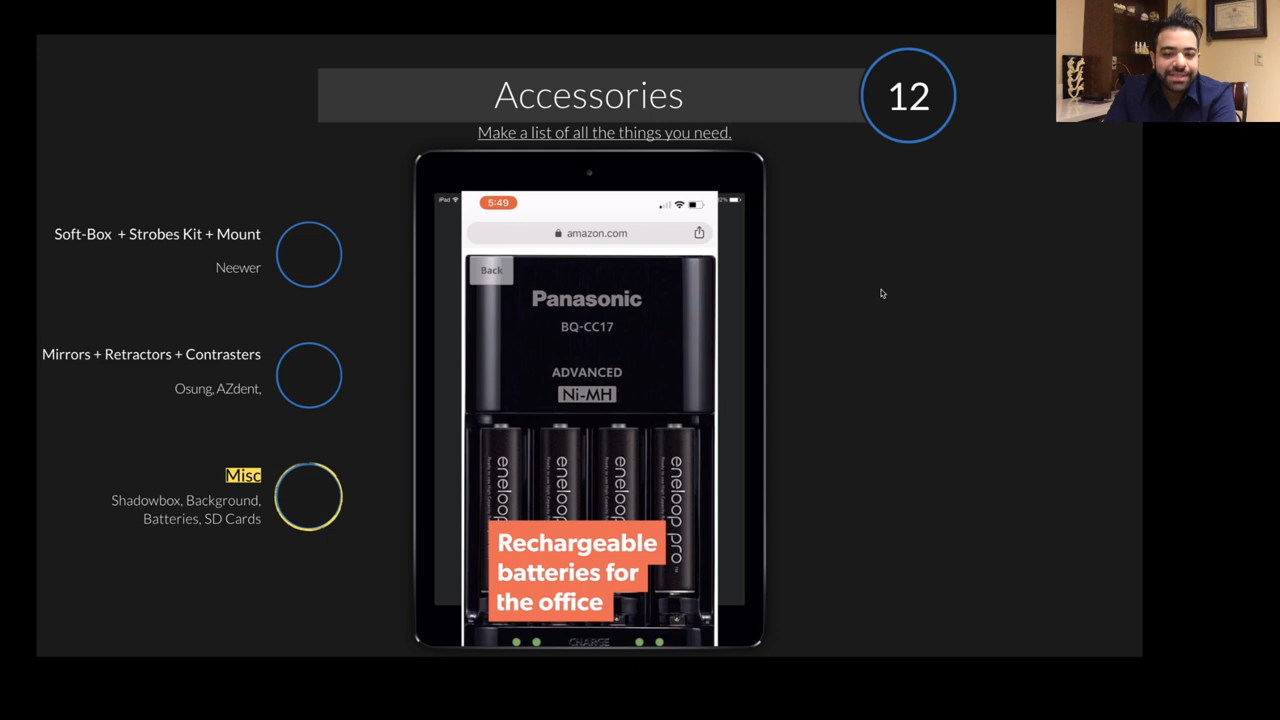 Accessories
12
Make a list of all the things you need.
Soft-Box + Strobes Kit + Mount
Neewer
Mirrors + Retractors + Contrasters
Osung, AZdent,
Misc
Shadowbox, Background,
Batteries, SD Cards
iPad
5:49
amazon.com
Back
Panasonic
BQ-CC17
ADVANCED
Ni-MH
eneloop
eneloop
eneloop
eneloop pro
Rechargeable
batteries for
the office
CHARGE